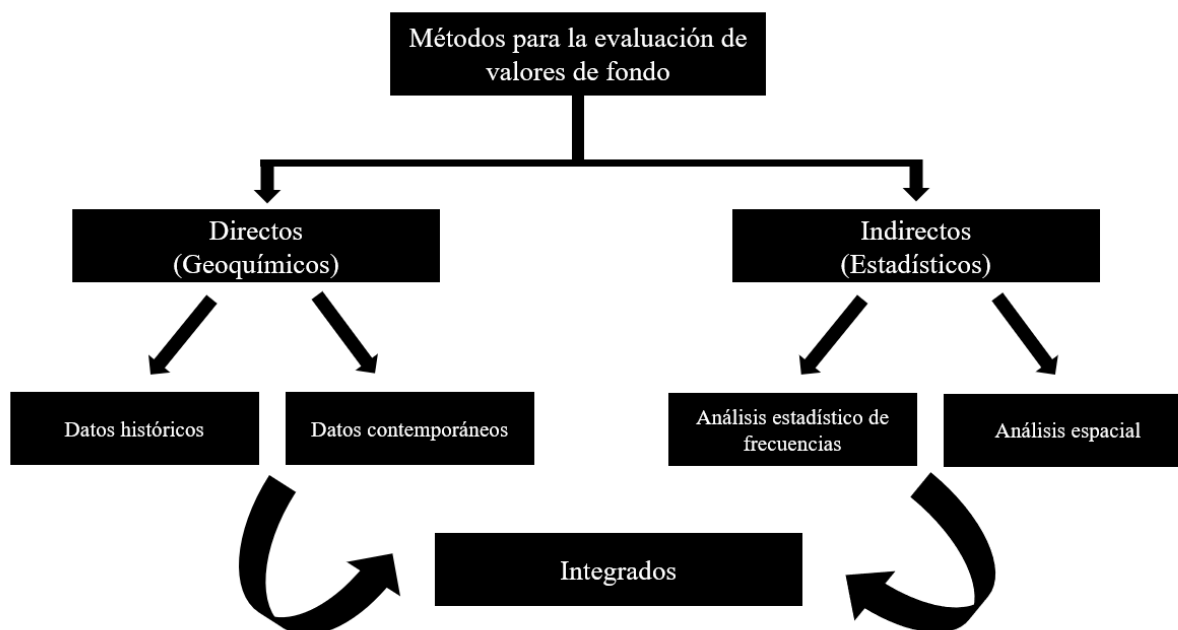 Métodos para la evaluación de
valores de fondo
Directos
(Geoquímicos)
Indirectos
(Estadísticos)
Datos históricos
Datos contemporáneos
Análisis estadístico de
frecuencias
Análisis espacial
Integrados